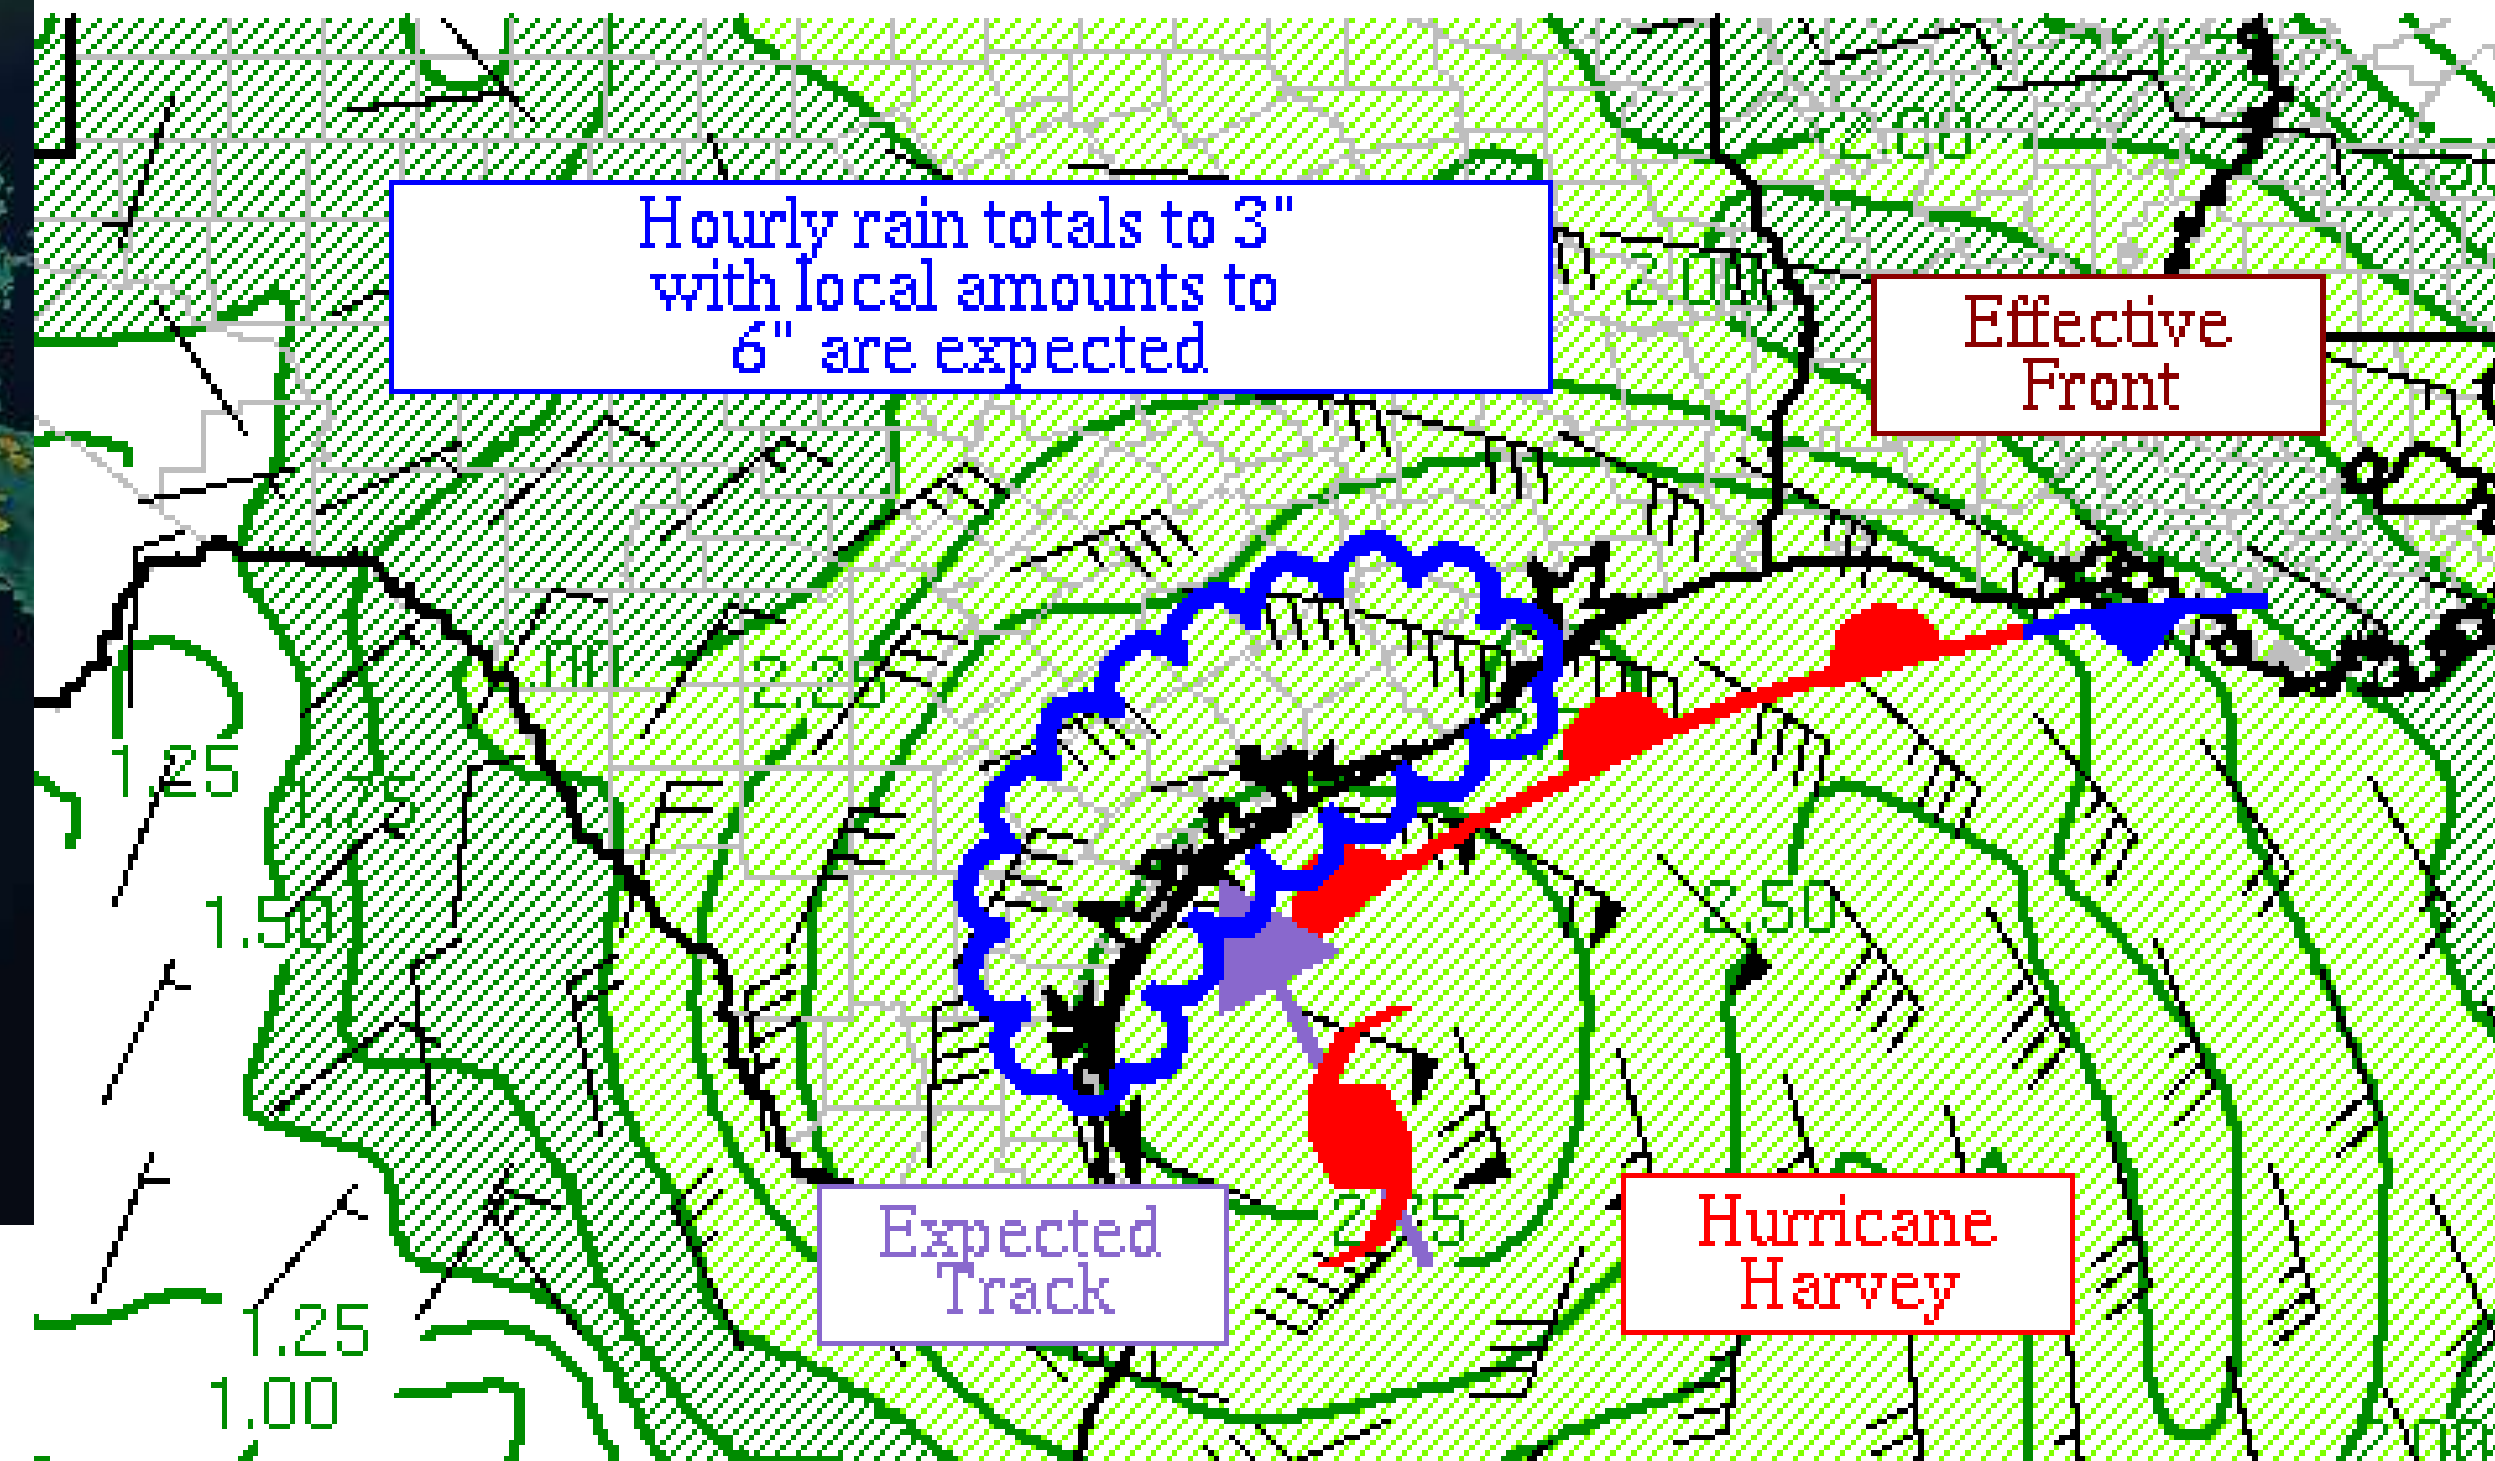 2.00
Hourly rain totals to 3"
with local amounts to
6" are expected
2.00
Effective
Front
2.25
1.25
1.75
1.50
2.50
Expected
Track
Hurricane
Harvey
1.25
1.00